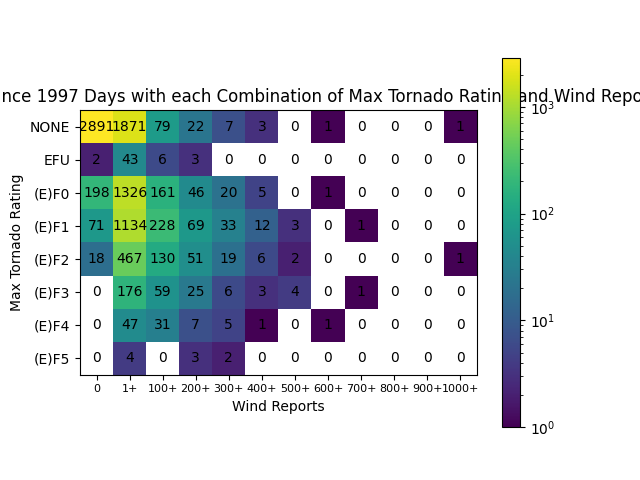 nce 1997 Days with each Combination of Max Tornado Rating and Wind Repo
Max Tornado Rating
NONE 2891 1871 79 22 7 3 0 1 0 0 0 1
EFU 2 43 6 3 0 0 0 0 0 0 0 0
(E)F0 198 1326 161 46 20 5 0 1 0 0 0 0
(E)F1 71 1134 228 69 33 12 3 0 1 0 0 0
(E)F2 18 467 130 51 19 6 2 0 0 0 0 1
(E)F3 0 176 59 25 6 3 4 0 1 0 0 0
(E)F4 0 47 31 7 5 1 0 1 0 0 0 0
(E)F5 0 4 0 3 2 0 0 0 0 0 0 0
0 1+ 100+ 200+ 300+ 400+ 500+ 600+ 700+ 800+ 900+ 1000+
Wind Reports
10³
10²
10¹
10⁰